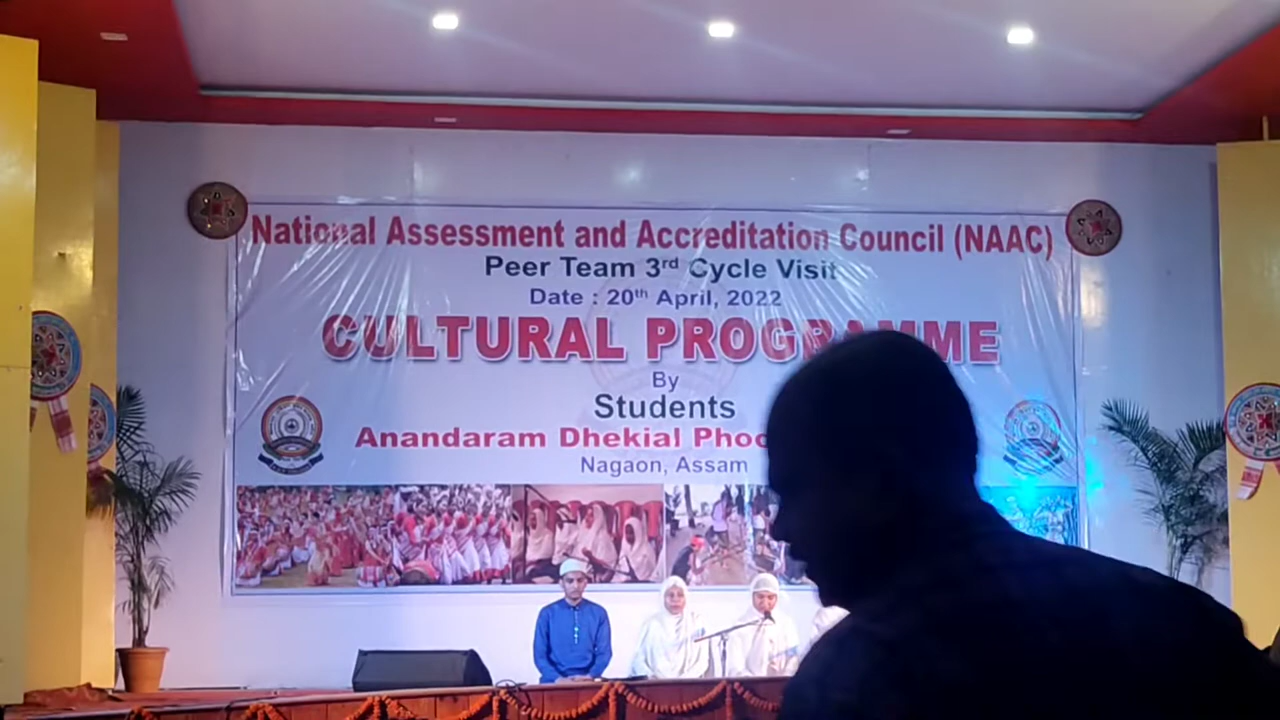 National Assessment and Accreditation Council (NAAC)
Peer Team 3rd Cycle Visit
Date : 20th April, 2022
CULTURAL PROGRAMME
By
Students
Anandaram Dhekial
Nagaon, Assam